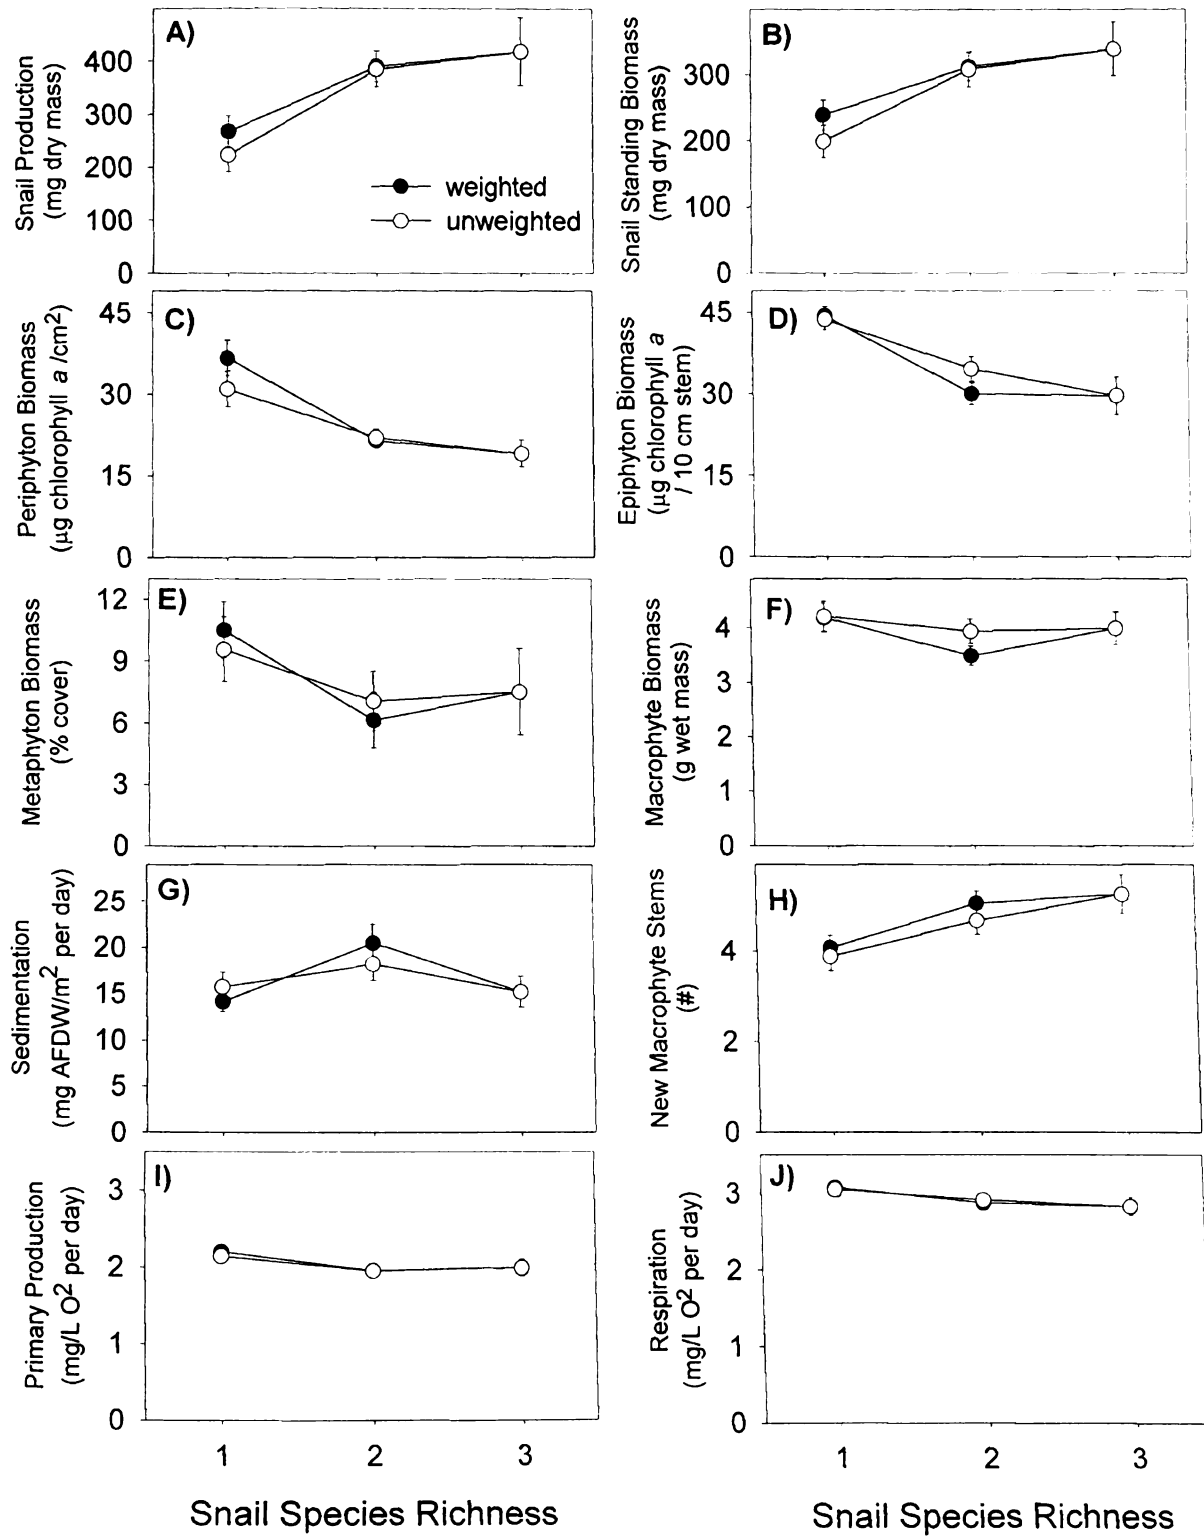 A)
Snail Production
(mg dry mass)
400
300
200
100
0
weighted
unweighted
B)
Snail Standing Biomass
(mg dry mass)
300
200
100
0
C)
Periphyton Biomass
(µg chlorophyll a /cm2)
45
30
15
0
D)
Epiphyton Biomass
(µg chlorophyll a
/ 10 cm stem)
45
30
15
0
E)
Metaphyton Biomass
(% cover)
12
9
6
3
0
F)
Macrophyte Biomass
(g wet mass)
4
3
2
1
0
G)
Sedimentation
(mg AFDW/m2 per day)
25
20
15
10
5
0
H)
New Macrophyte Stems
(#)
4
2
0
I)
Primary Production
(mg/L O2 per day)
3
2
1
0
1 2 3
Snail Species Richness
J)
Respiration
(mg/L O2 per day)
3
2
1
0
1 2 3
Snail Species Richness